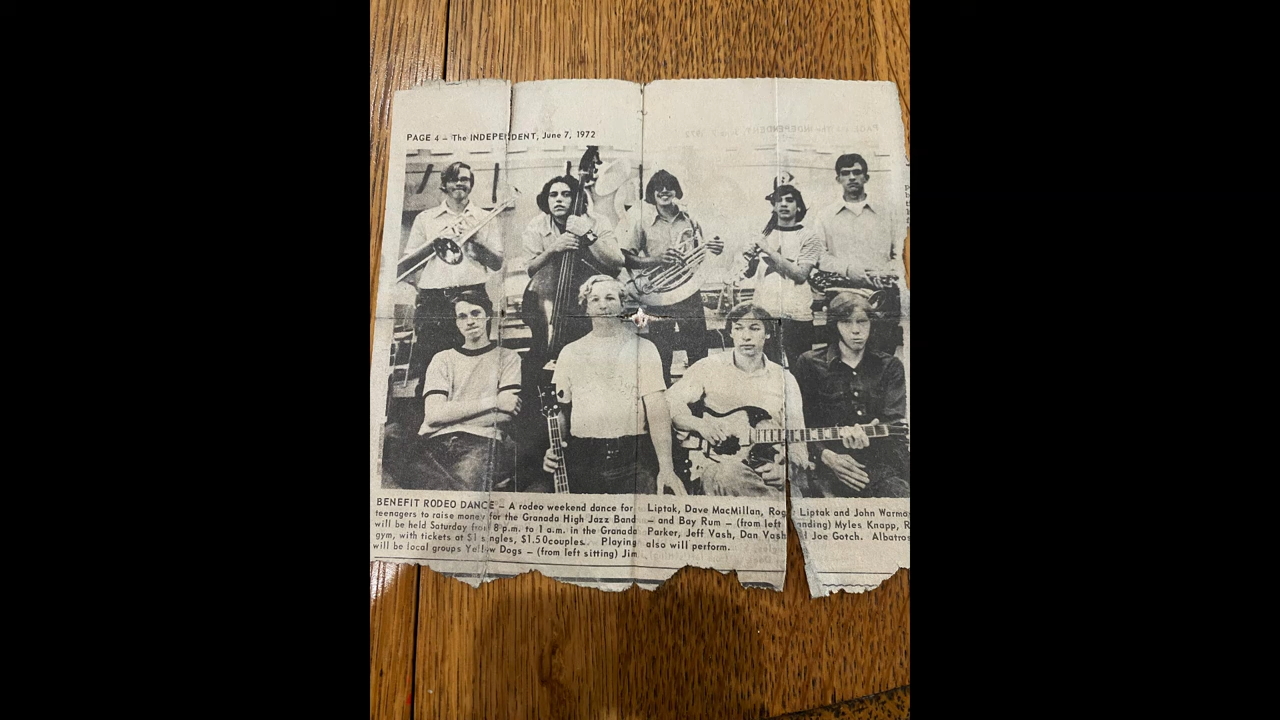 PAGE 4 – The INDEPENDENT, June 7, 1972
BENEFIT RODEO DANCE – A rodeo weekend dance for
teenagers to raise money for the Granada High Jazz Band
will be held Saturday from 8 p.m. to 1 a.m. in the Granada
gym, with tickets at $1 singles, $1.50couples. Playing
will be local groups Yellow Dogs – (from left sitting) Jim
Liptak, Dave MacMillan, Roger Liptak and John Warma
– and Bay Rum – (from left standing) Myles Knapp, R
Parker, Jeff Vash, Dan Vash and Joe Gotch. Albatros
also will perform.